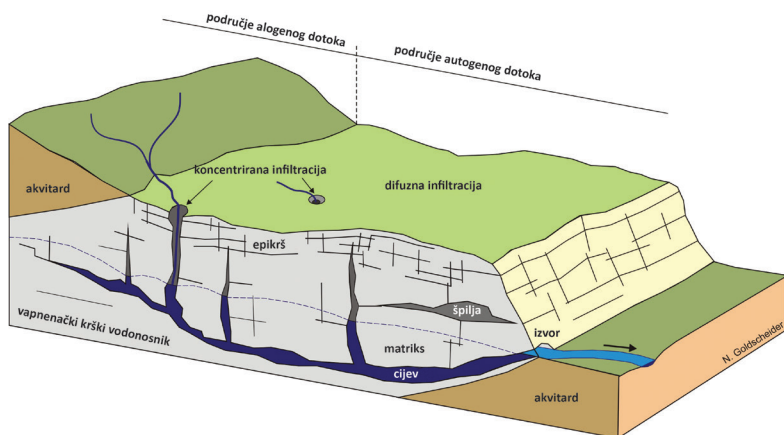 područje alogenog dotoka
područje autogenog dotoka
koncentrirana infiltracija
akvitard
difuzna infiltracija
epikrš
špilja
izvor
vapnenački krški vodonosnik
matriks
cijev
akvitard
N. Goldscheider